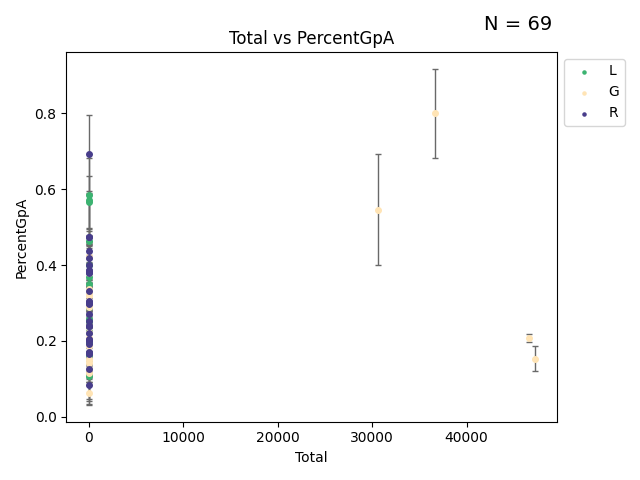 N = 69
Total vs PercentGpA
L
G
R
PercentGpA
0.8
0.6
0.4
0.2
0.0
0 10000 20000 30000 40000
Total